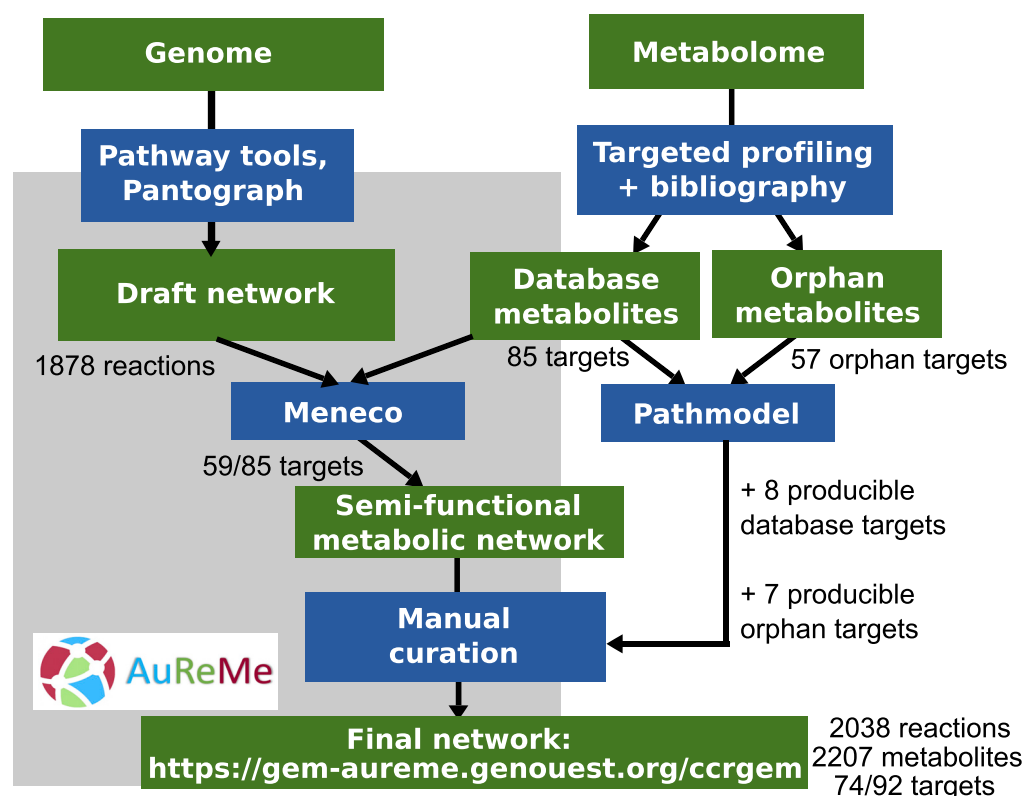 Genome
Metabolome
Pathway tools,
Pantograph
Targeted profiling
+ bibliography
Draft network
Database
metabolites
Orphan
metabolites
1878 reactions
85 targets
57 orphan targets
Meneco
Pathmodel
59/85 targets
Semi-functional
metabolic network
+ 8 producible
database targets
+ 7 producible
orphan targets
Manual
curation
AuReMe
Final network:
https://gem-aureme.genouest.org/ccrgem
2038 reactions
2207 metabolites
74/92 targets